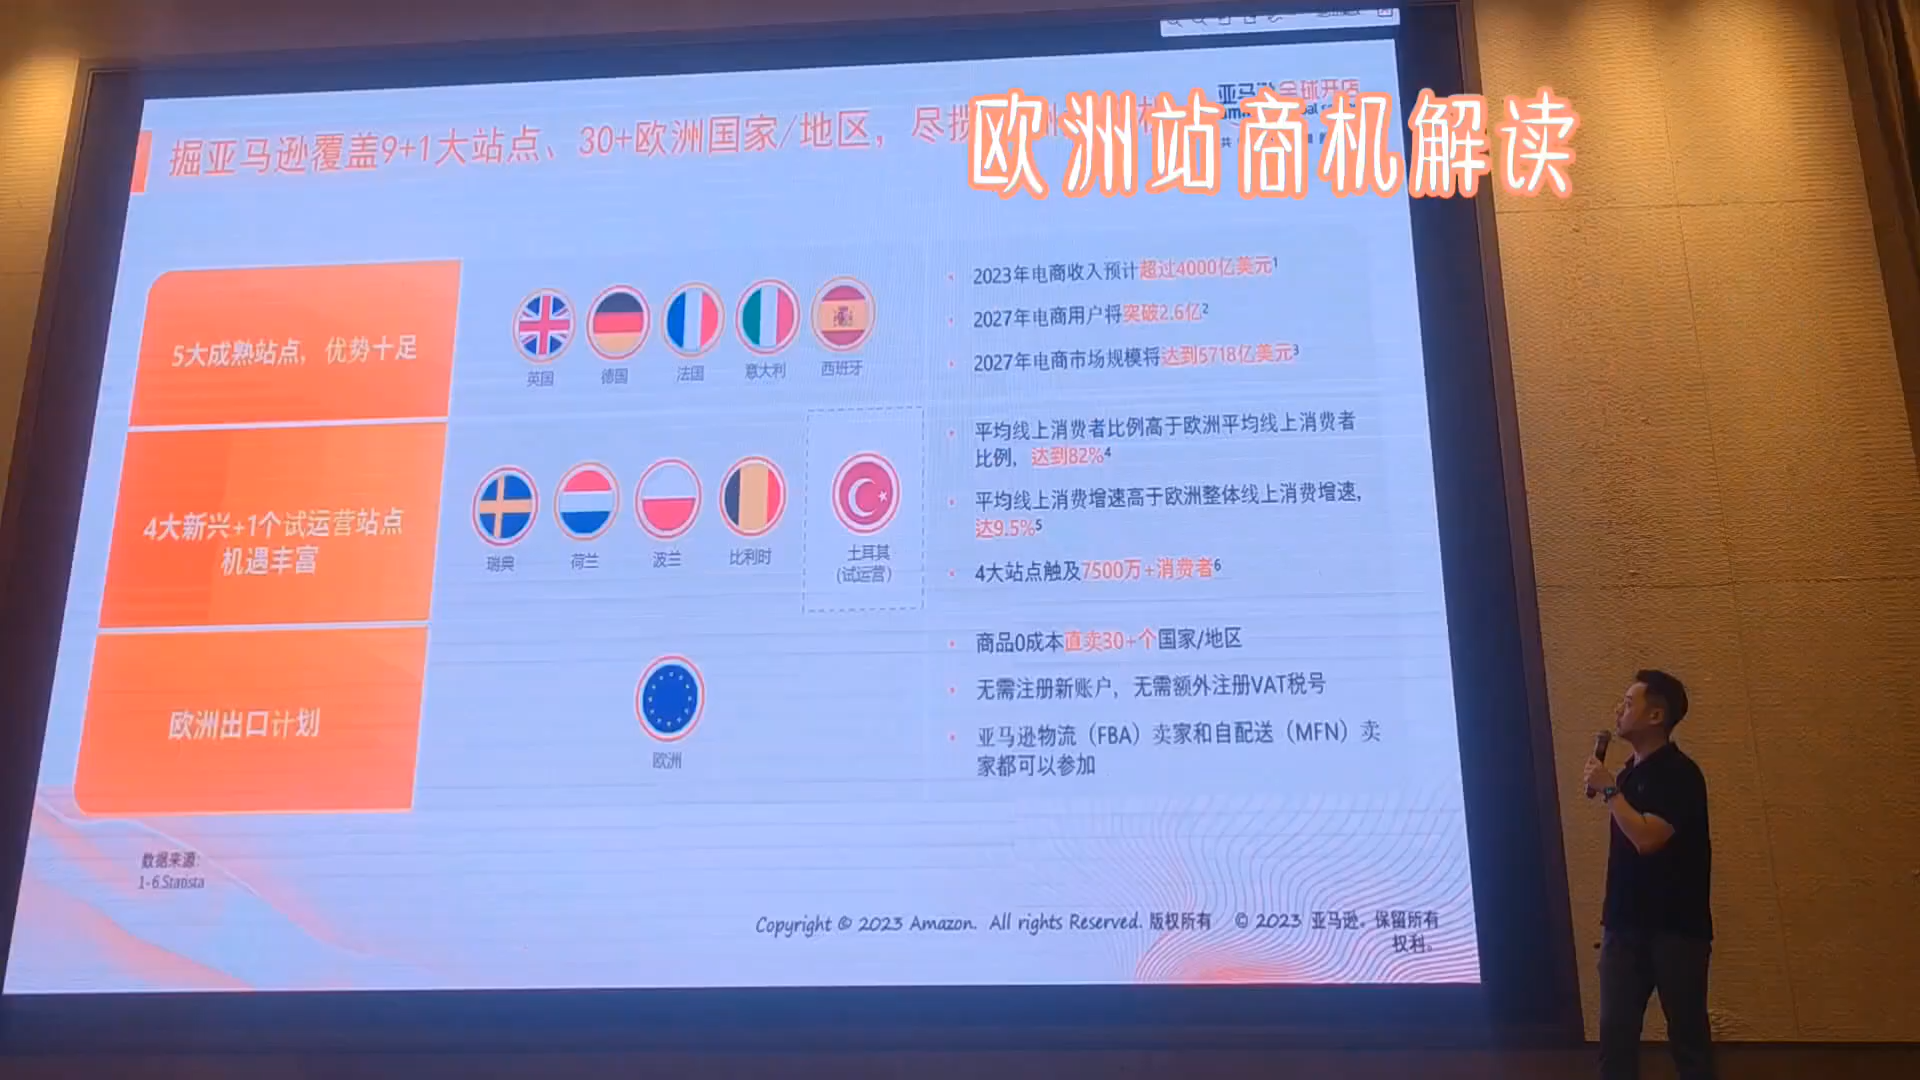 掘亚马逊覆盖9+1大站点、30+欧洲国家/地区，尽揽
亚马逊全球开店
欧洲站商机解读
5大成熟站点，优势十足
英国
德国
法国
意大利
西班牙
2023年电商收入预计超过4000亿美元1
2027年电商用户将突破2.6亿2
2027年电商市场规模将达到5718亿美元3
4大新兴+1个试运营站点
机遇丰富
瑞典
荷兰
波兰
比利时
土耳其
(试运营)
平均线上消费者比例高于欧洲平均线上消费者
比例，达到82%4
平均线上消费增速高于欧洲整体线上消费增速，
达9.5%5
4大站点触及7500万+消费者6
欧洲出口计划
欧洲
商品0成本直卖30+个国家/地区
无需注册新账户，无需额外注册VAT税号
亚马逊物流（FBA）卖家和自配送（MFN）卖
家都可以参加
数据来源：
1-6.Statista
Copyright © 2023 Amazon. All rights Reserved. 版权所有 © 2023 亚马逊。保留所有
权利。